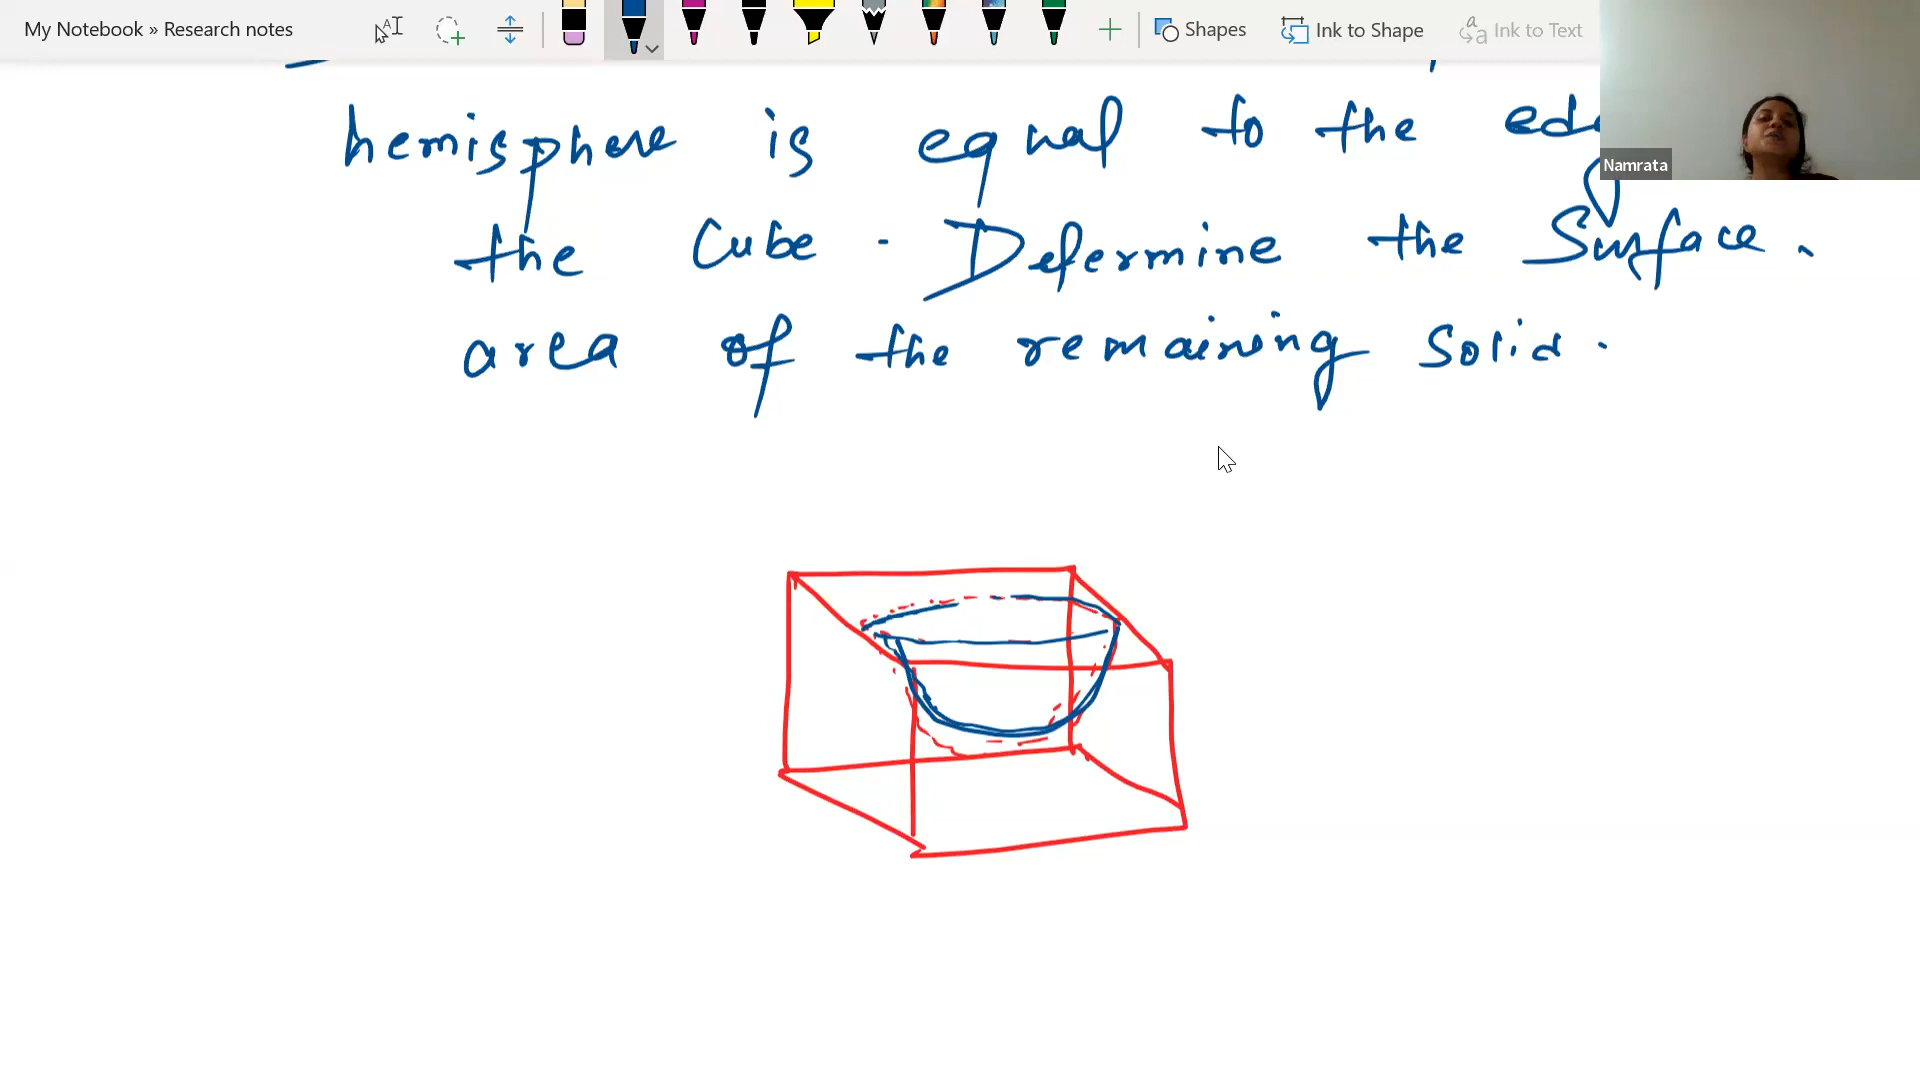 My Notebook » Research notes
Shapes
Ink to Shape
Ink to Text
Namrata
hemisphere is equal to the
the Cube. Determine the Surface
area of the remaining solid.